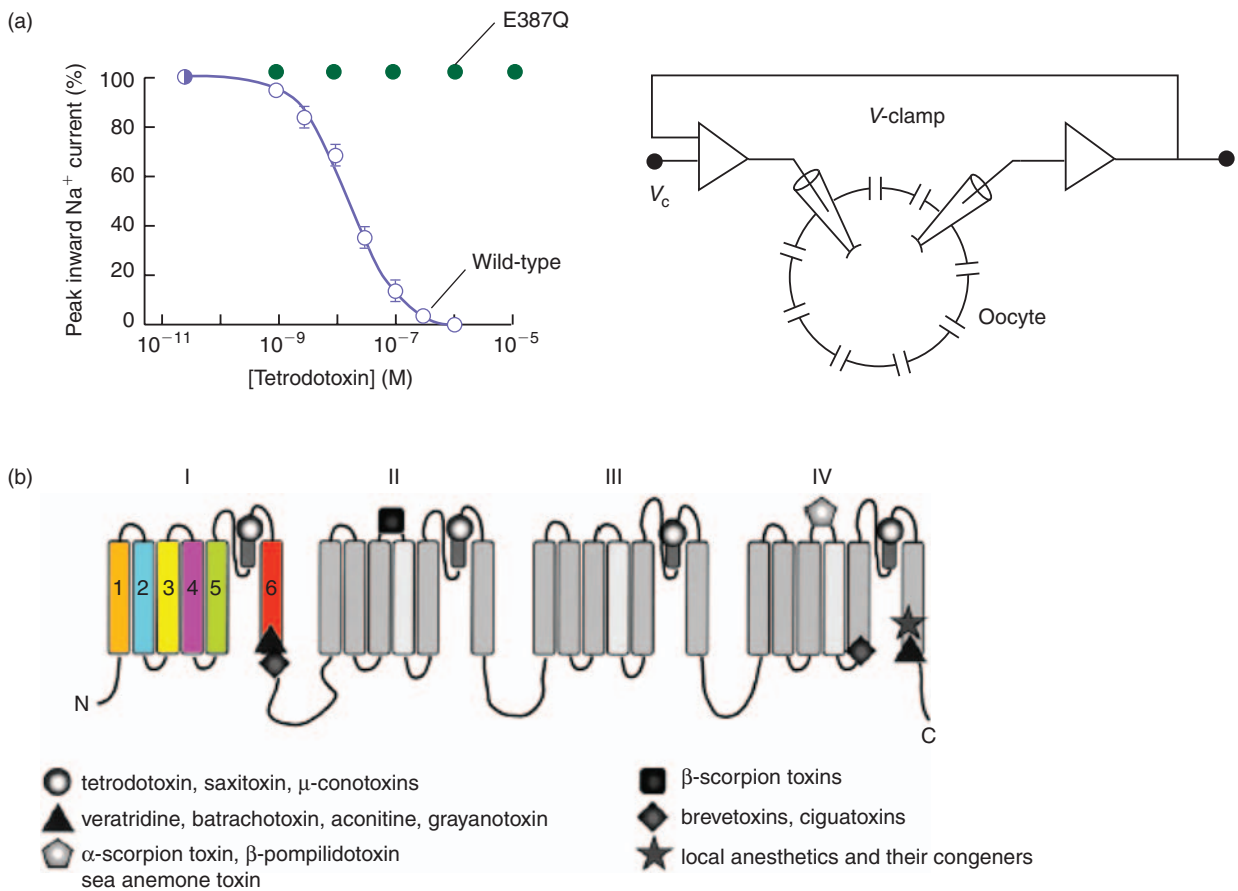 (a)
E387Q
Peak inward Na⁺ current (%)
100
80
60
40
20
0
Wild-type
10⁻¹¹ 10⁻⁹ 10⁻⁷ 10⁻⁵
[Tetrodotoxin] (M)
V-clamp
Vc
Oocyte
(b)
I II III IV
1 2 3 4 5 6
N
C
tetrodotoxin, saxitoxin, μ-conotoxins
veratridine, batrachotoxin, aconitine, grayanotoxin
α-scorpion toxin, β-pompilidotoxin
sea anemone toxin
β-scorpion toxins
brevetoxins, ciguatoxins
local anesthetics and their congeners